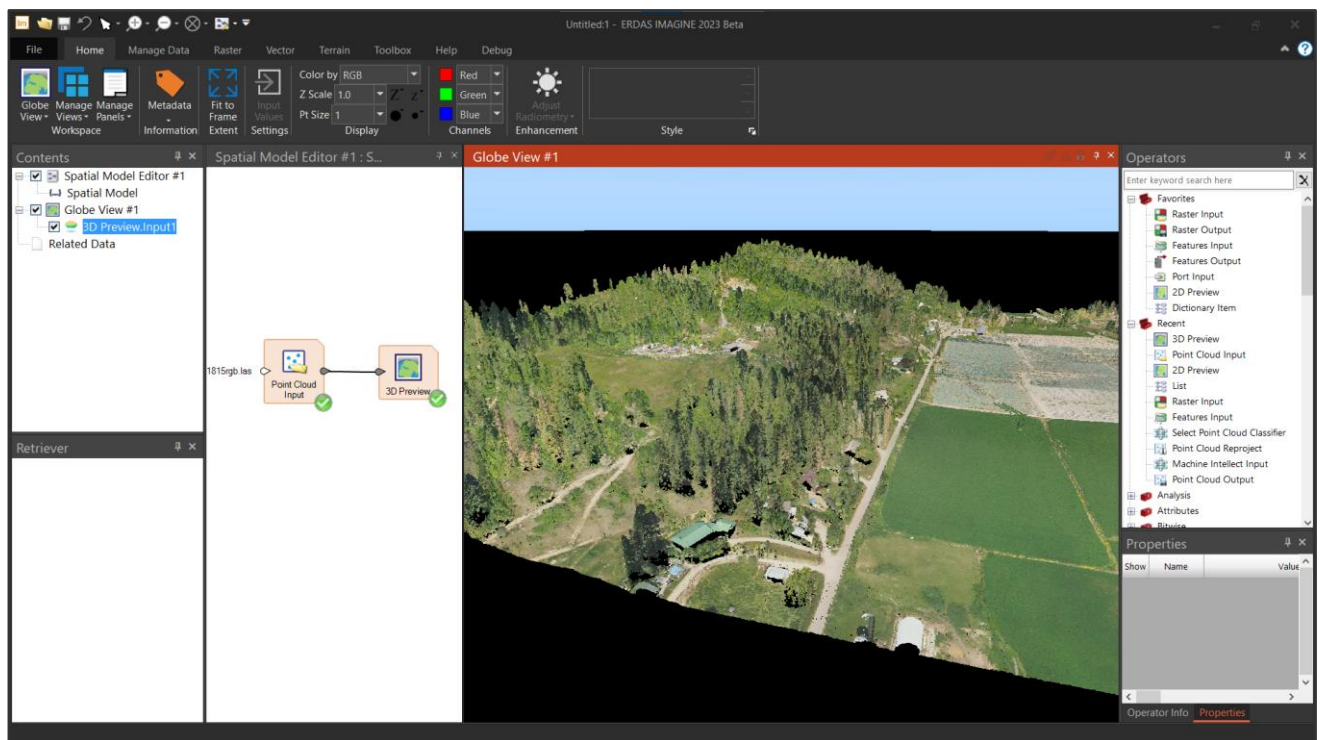 Untitled:1 - ERDAS IMAGINE 2023 Beta
File Home Manage Data Raster Vector Terrain Toolbox Help Debug
Globe View
Manage Views
Manage Panels
Workspace
Metadata
Information
Fit to Frame
Extent
Input Values
Settings
Color by RGB
Z Scale 1.0
Pt Size 1
Display
Red
Green
Blue
Channels
Adjust Radiometry
Enhancement
Style
Contents
Spatial Model Editor #1
Spatial Model
Globe View #1
3D Preview.Input1
Related Data
Retriever
Spatial Model Editor #1 : S...
1815rgb.las
Point Cloud
Input
3D Preview
Globe View #1
Operators
Enter keyword search here
Favorites
Raster Input
Raster Output
Features Input
Features Output
Port Input
2D Preview
Dictionary Item
Recent
3D Preview
Point Cloud Input
2D Preview
List
Raster Input
Features Input
Select Point Cloud Classifier
Point Cloud Reproject
Machine Intellect Input
Point Cloud Output
Analysis
Attributes
Bitwise
Properties
Show Name Value
Operator Info Properties